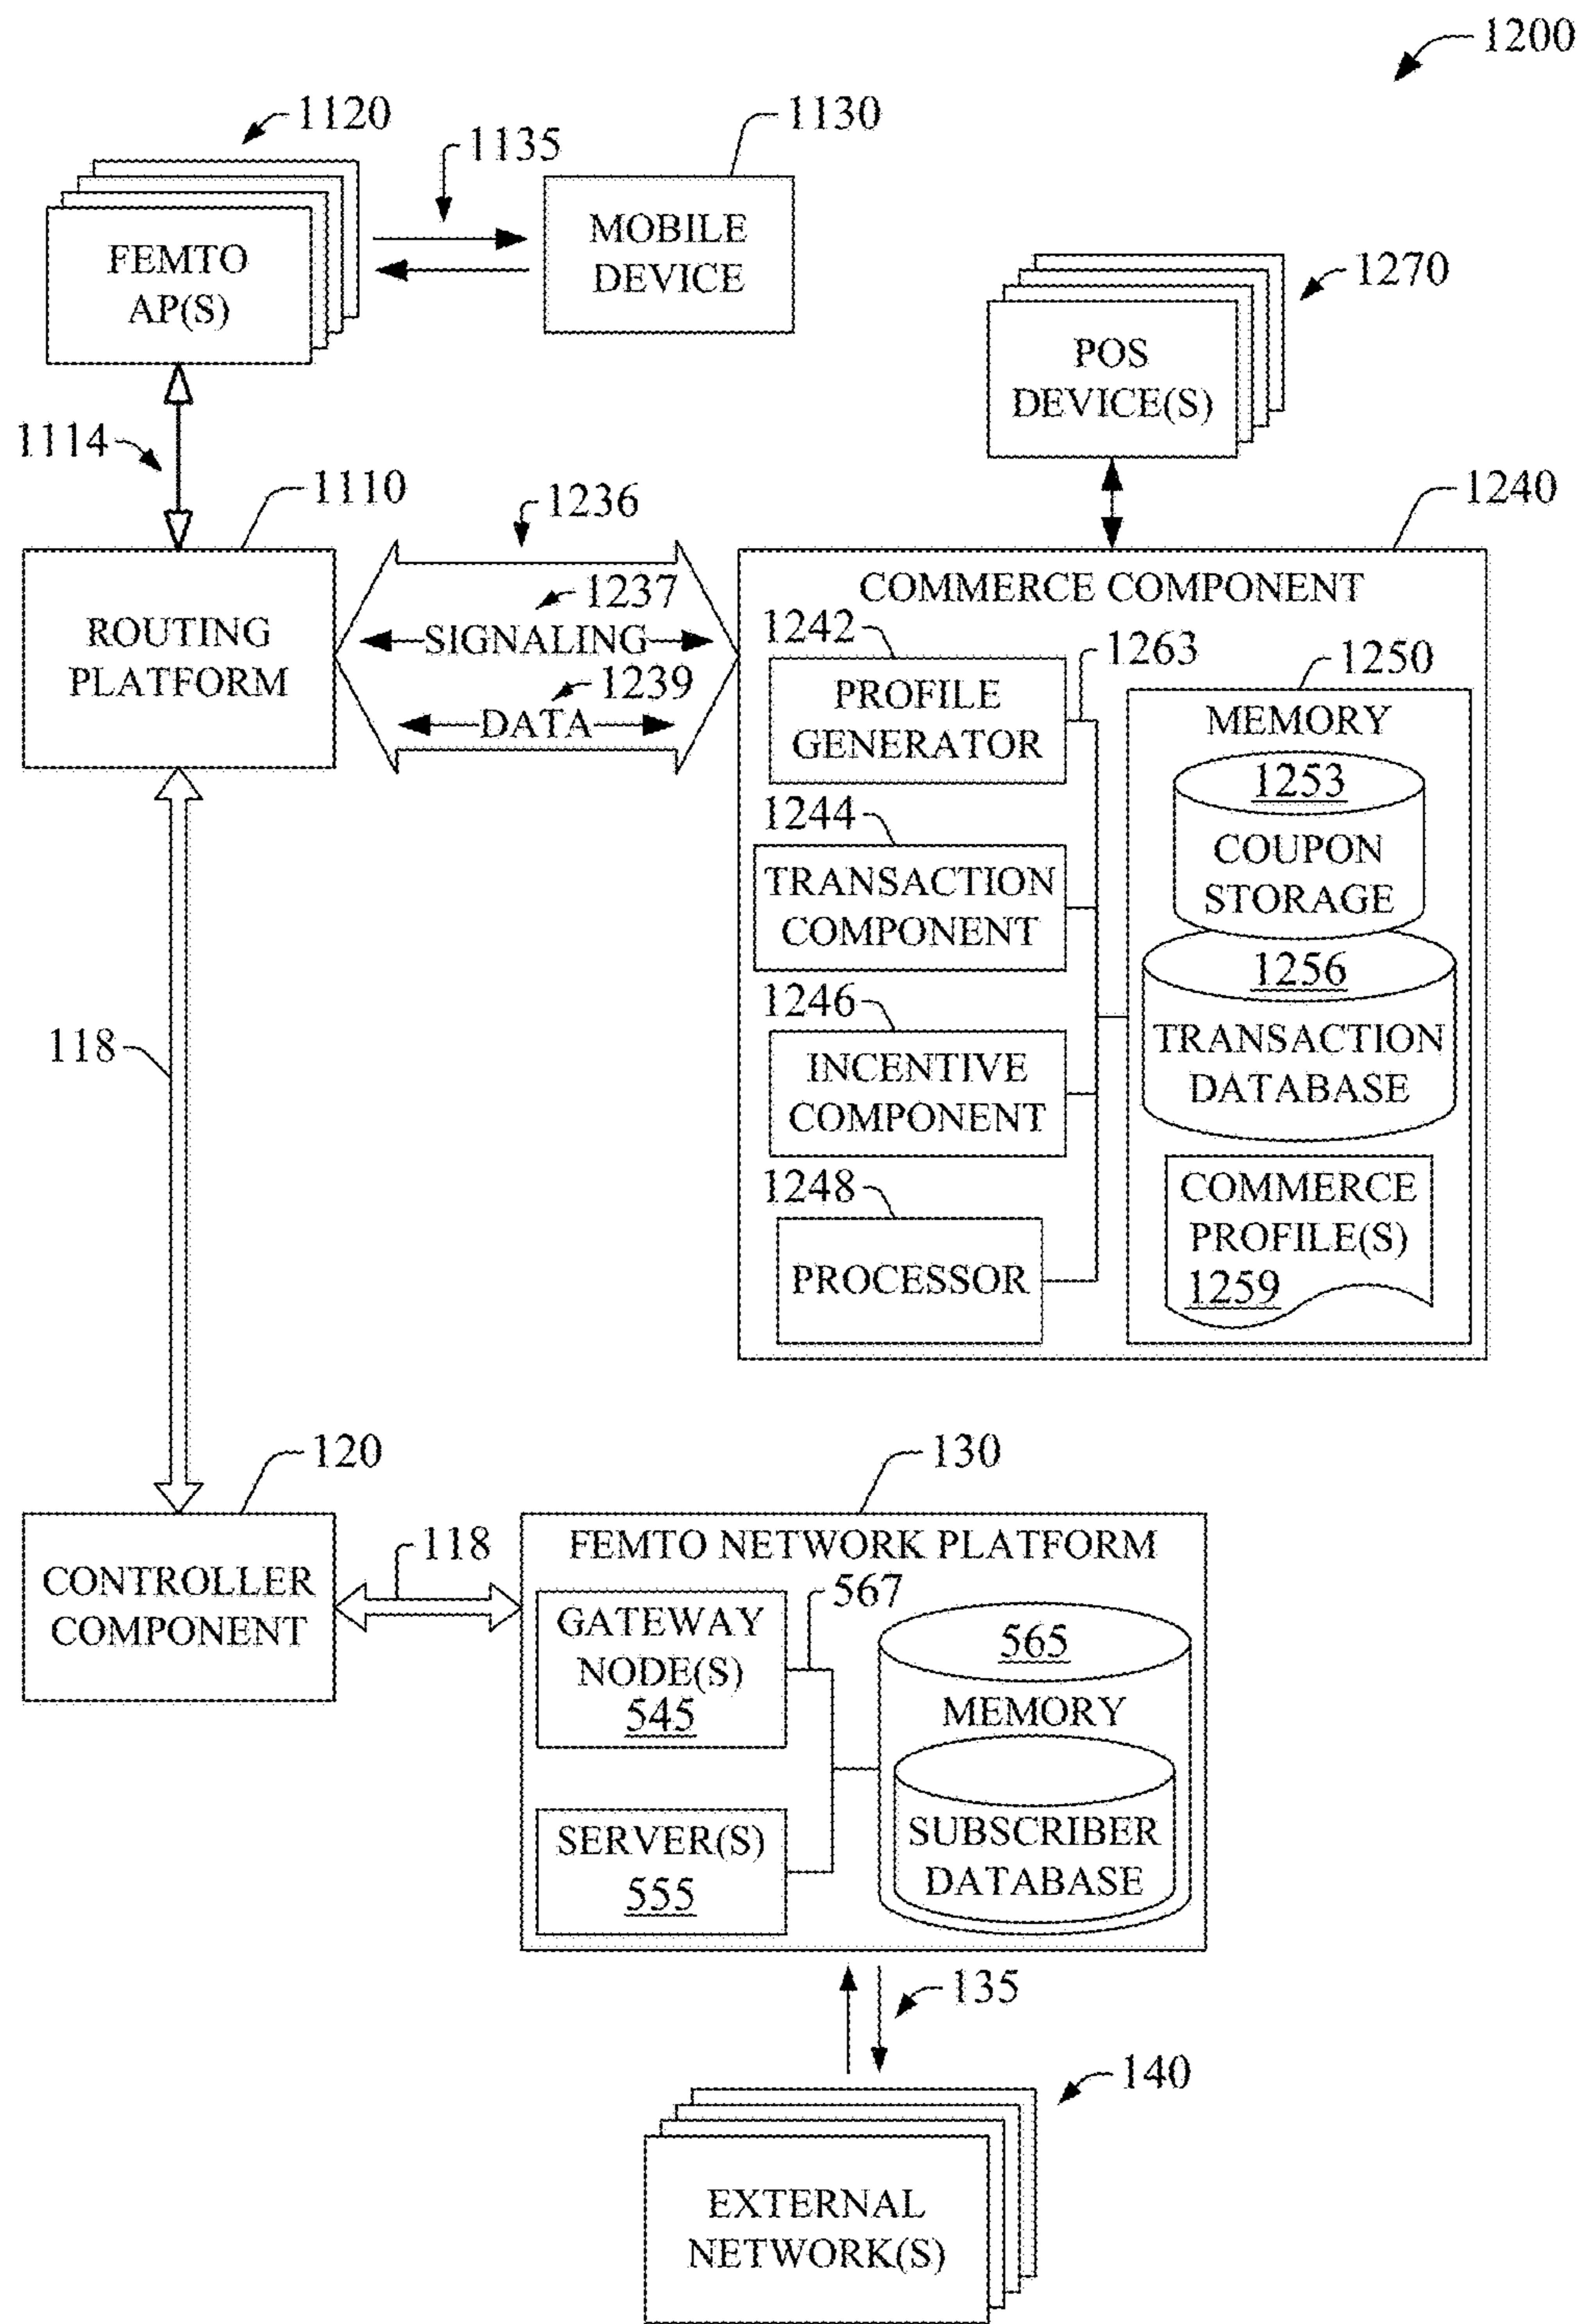 1200
1120
1135
1130
FEMTO
AP(S)
MOBILE
DEVICE
1270
POS
DEVICE(S)
1114
1110
1236
1240
ROUTING
PLATFORM
1237
SIGNALING
1239
DATA
COMMERCE COMPONENT
1242
1263
1250
PROFILE
GENERATOR
MEMORY
1253
COUPON
STORAGE
1244
TRANSACTION
COMPONENT
1256
TRANSACTION
DATABASE
1246
INCENTIVE
COMPONENT
COMMERCE
PROFILE(S)
1259
1248
PROCESSOR
118
120
130
CONTROLLER
COMPONENT
118
FEMTO NETWORK PLATFORM
567
GATEWAY
NODE(S)
545
565
MEMORY
SERVER(S)
555
SUBSCRIBER
DATABASE
135
140
EXTERNAL
NETWORK(S)